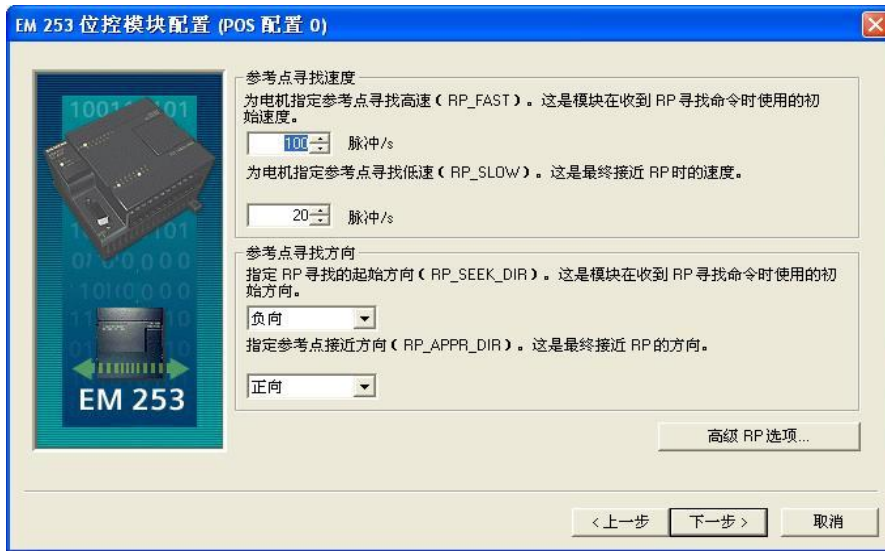 EM 253 位控模块配置 (POS 配置 0)
参考点寻找速度
为电机指定参考点寻找高速（RP_FAST）。这是模块在收到 RP 寻找命令时使用的初
始速度。
100 脉冲/s
为电机指定参考点寻找低速（RP_SLOW）。这是最终接近 RP 时的速度。
20 脉冲/s
参考点寻找方向
指定 RP 寻找的起始方向（RP_SEEK_DIR）。这是模块在收到 RP 寻找命令时使用的初
始方向。
负向
指定参考点接近方向（RP_APPR_DIR）。这是最终接近 RP 的方向。
正向
EM 253
高级 RP 选项...
<上一步
下一步>
取消